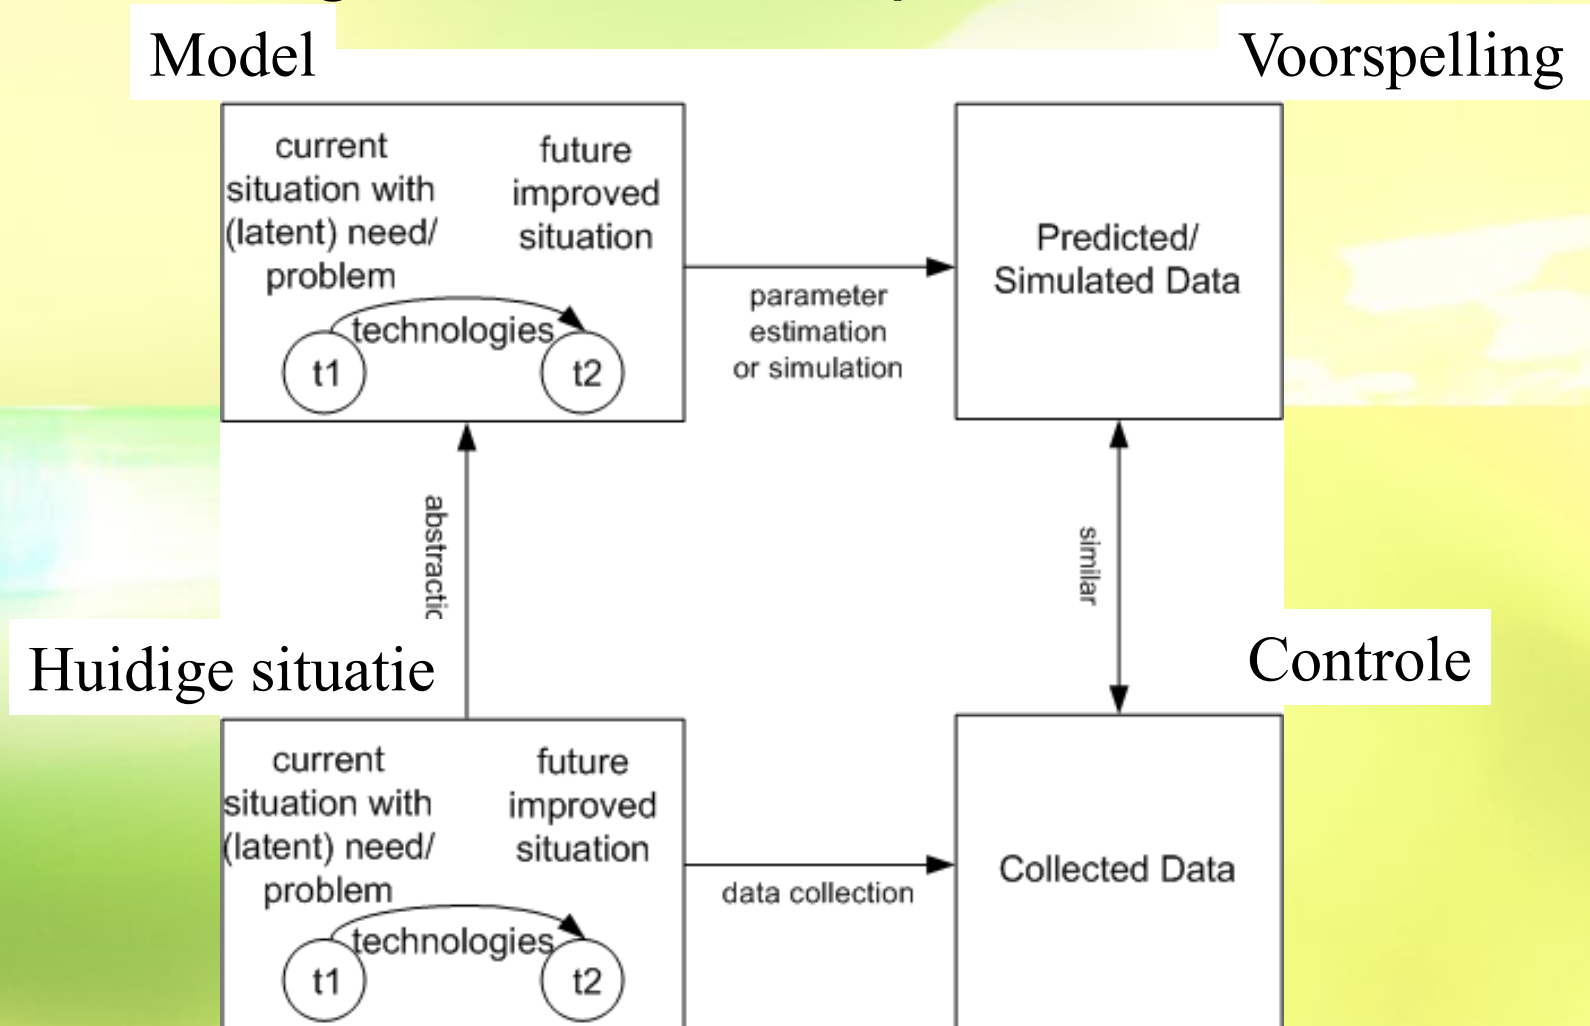 Model
Voorspelling
current
situation with
(latent) need/
problem
future
improved
situation
technologies
t1
t2
parameter
estimation
or simulation
Predicted/
Simulated Data
similar
Huidige situatie
Controle
current
situation with
(latent) need/
problem
future
improved
situation
technologies
t1
t2
data collection
Collected Data